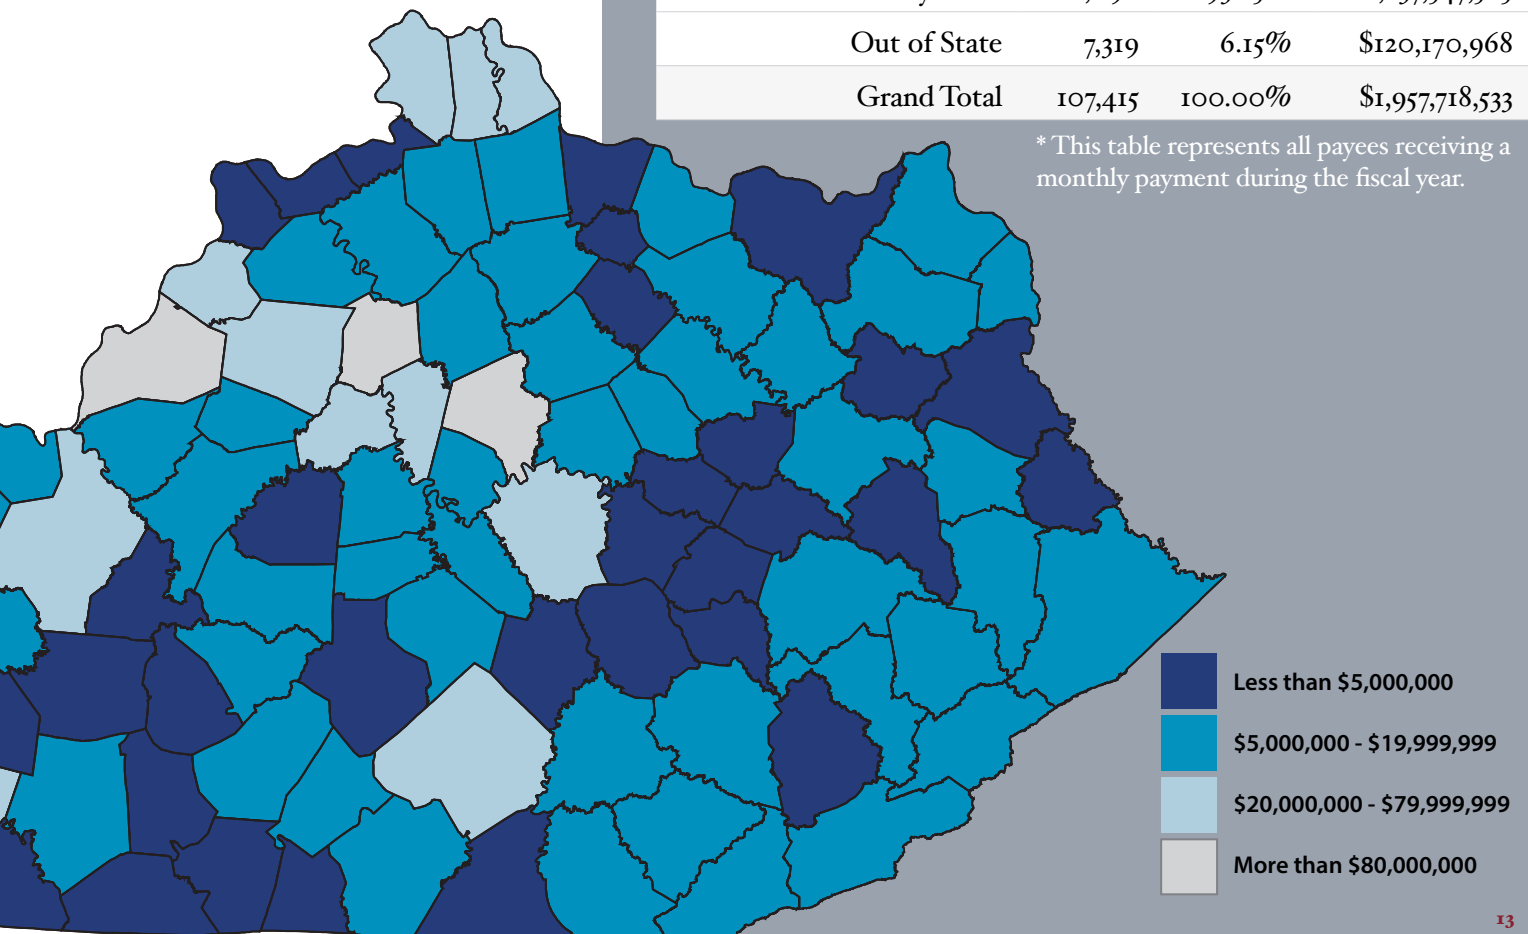 Out of State 7,319 6.15% $120,170,968
Grand Total 107,415 100.00% $1,957,718,533
* This table represents all payees receiving a
monthly payment during the fiscal year.
Less than $5,000,000
$5,000,000 - $19,999,999
$20,000,000 - $79,999,999
More than $80,000,000
13